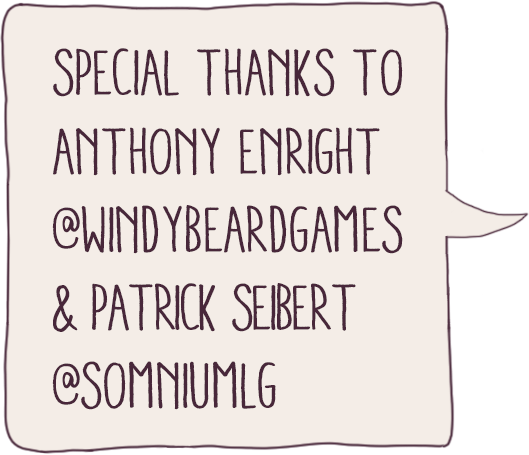 SPECIAL THANKS TO
ANTHONY ENRIGHT
@WINDYBEARDGAMES
& PATRICK SEIBERT
@SOMNIUMLG